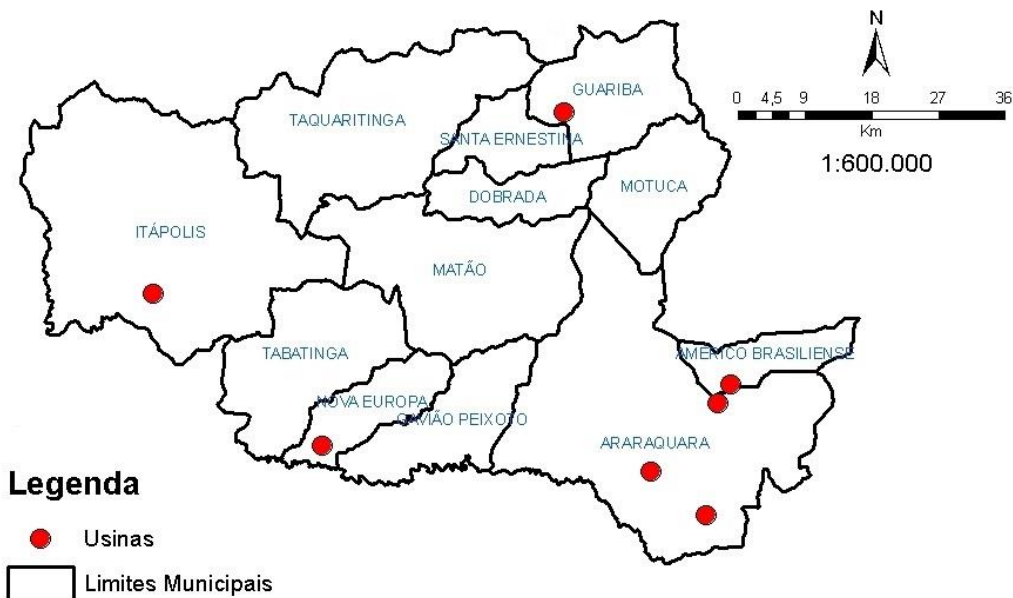 N
GUARIBA
0 4,5 9 18 27 36
Km
1:600.000
TAQUARITINGA
SANTA ERNESTINA
MOTUCA
DOBRADA
ITÁPOLIS
MATÃO
TABATINGA
AMÉRICO BRASILIENSE
NOVA EUROPA
GAVIÃO PEIXOTO
ARARAQUARA
Legenda
Usinas
Limites Municipais